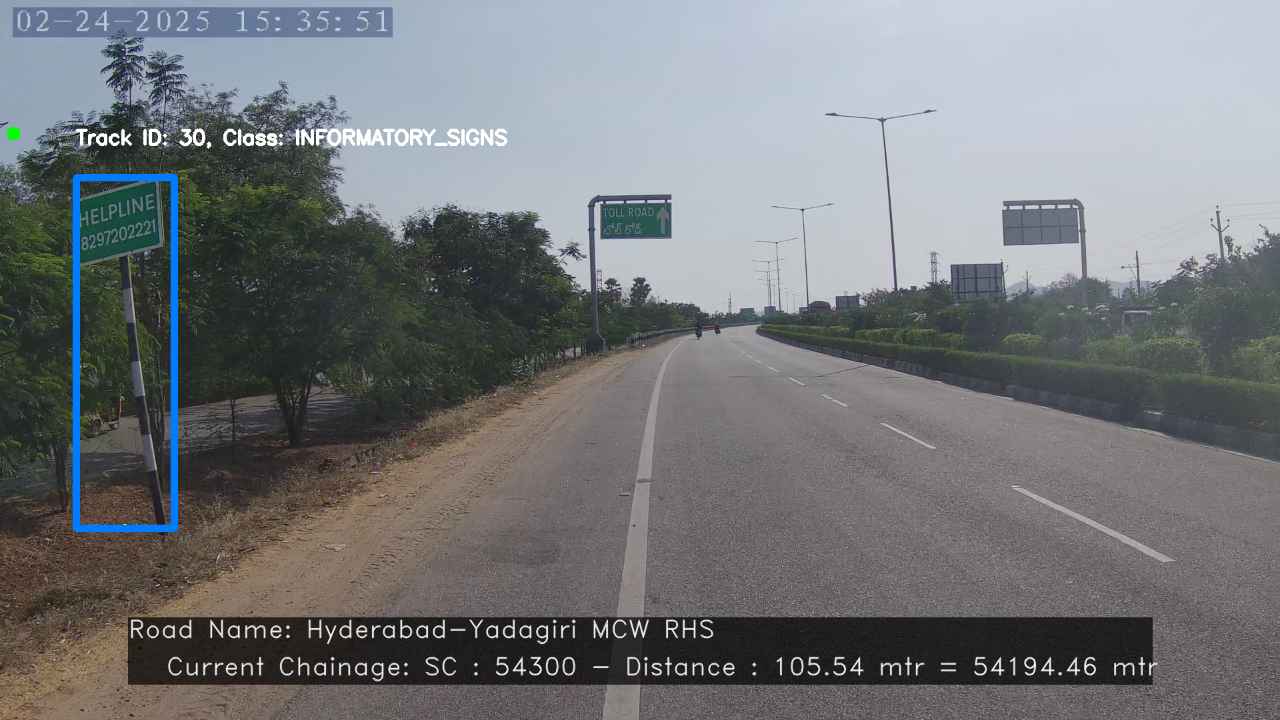 02-24-2025 15:35:51
Track ID: 30, Class: INFORMATORY_SIGNS
HELPLINE
8297202221
TOLL ROAD
టోల్ రోడ్
Road Name: Hyderabad-Yadagiri MCW RHS
Current Chainage: SC : 54300 - Distance : 105.54 mtr = 54194.46 mtr